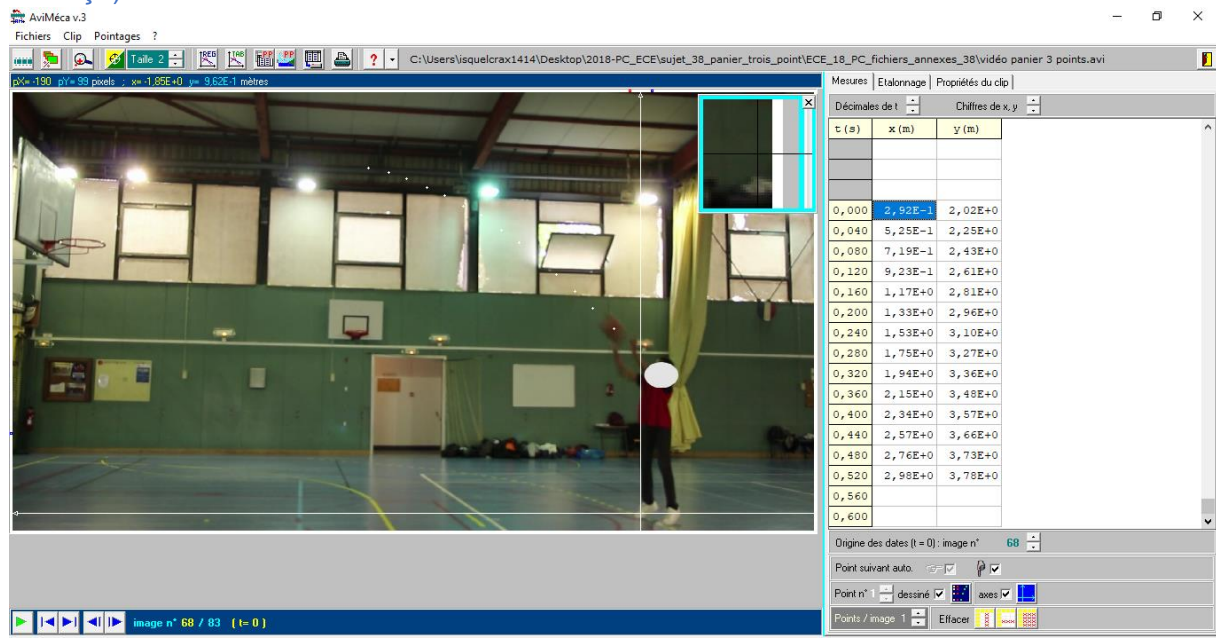 AviMéca v.3
Fichiers Clip Pointages ?
Taille 2 ? C:\Users\isquelcrax1414\Desktop\2018-PC_ECE\sujet_38_panier_trois_point\ECE_18_PC_fichiers_annexes_38\vidéo panier 3 points.avi
pX= -190 pY= 99 pixels ; x= -1,85E+0 y= 9,62E-1 mètres
Mesures Etalonnage Propriétés du clip
Décimales de t Chiffres de x, y
t (s) x (m) y (m)
0,000 2,92E-1 2,02E+0
0,040 5,25E-1 2,25E+0
0,080 7,19E-1 2,43E+0
0,120 9,23E-1 2,61E+0
0,160 1,17E+0 2,81E+0
0,200 1,33E+0 2,96E+0
0,240 1,53E+0 3,10E+0
0,280 1,75E+0 3,27E+0
0,320 1,94E+0 3,36E+0
0,360 2,15E+0 3,48E+0
0,400 2,34E+0 3,57E+0
0,440 2,57E+0 3,66E+0
0,480 2,76E+0 3,73E+0
0,520 2,98E+0 3,78E+0
0,560
0,600
Origine des dates (t = 0) : image n° 68
Point suivant auto.
Point n° 1 dessiné axes
Points / image 1 Effacer
image n° 68 / 83 ( t= 0 )